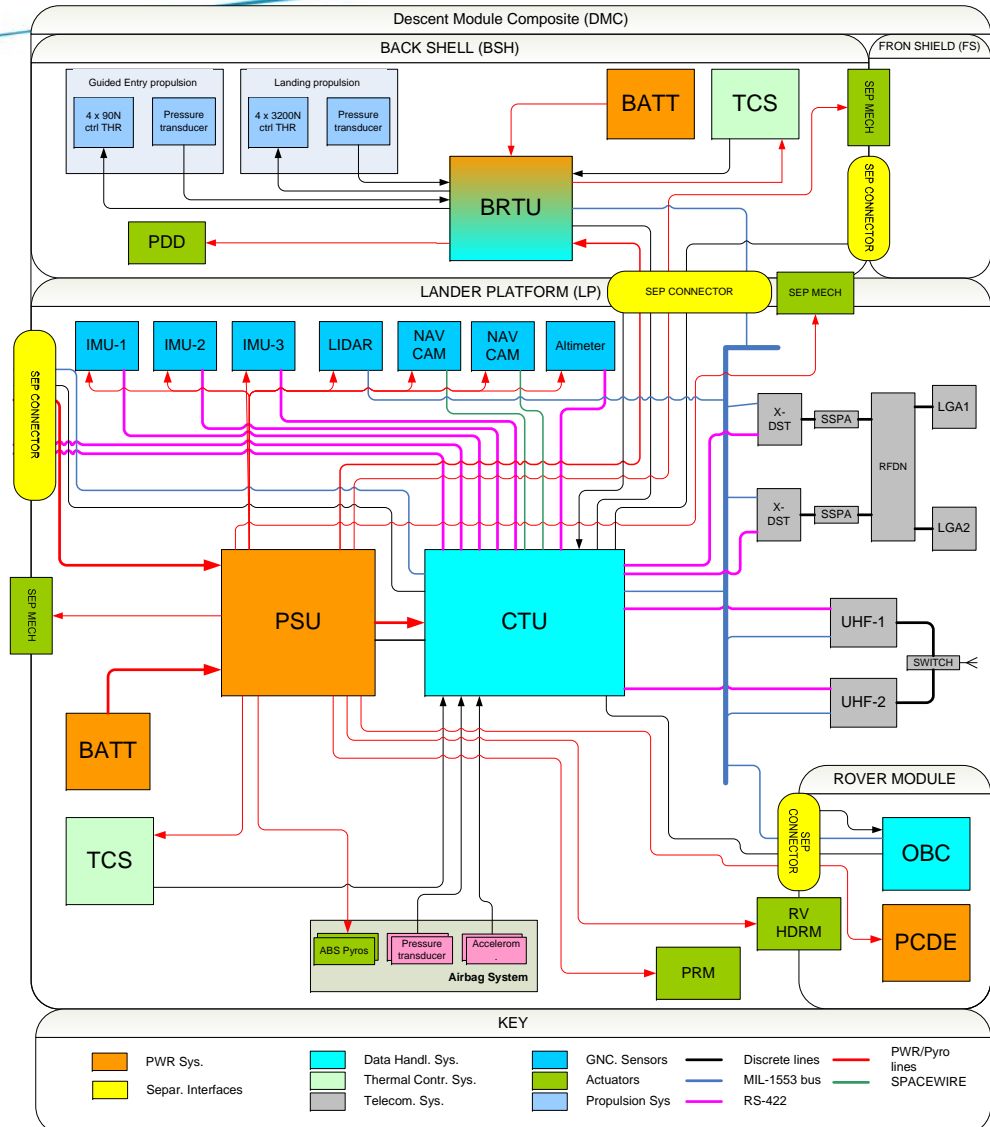 Descent Module Composite (DMC)
BACK SHELL (BSH)
FRON SHIELD (FS)
Guided Entry propulsion
4 x 90N
ctrl THR
Pressure
transducer
Landing propulsion
4 x 3200N
ctrl THR
Pressure
transducer
BATT
TCS
SEP MECH
BRTU
SEP CONNECTOR
PDD
LANDER PLATFORM (LP)
SEP CONNECTOR
SEP MECH
IMU-1
IMU-2
IMU-3
LIDAR
NAV
CAM
NAV
CAM
Altimeter
SEP CONNECTOR
X-
DST
SSPA
RFDN
LGA1
X-
DST
SSPA
LGA2
SEP MECH
PSU
CTU
UHF-1
SWITCH
UHF-2
BATT
ROVER MODULE
SEP
CONNECTOR
TCS
OBC
RV
HDRM
PCDE
ABS Pyros
Pressure
transducer
Accelerom
.
Airbag System
PRM
KEY
PWR Sys.
Separ. Interfaces
Data Handl. Sys.
Thermal Contr. Sys.
Telecom. Sys.
GNC. Sensors
Actuators
Propulsion Sys
Discrete lines
MIL-1553 bus
RS-422
PWR/Pyro
lines
SPACEWIRE